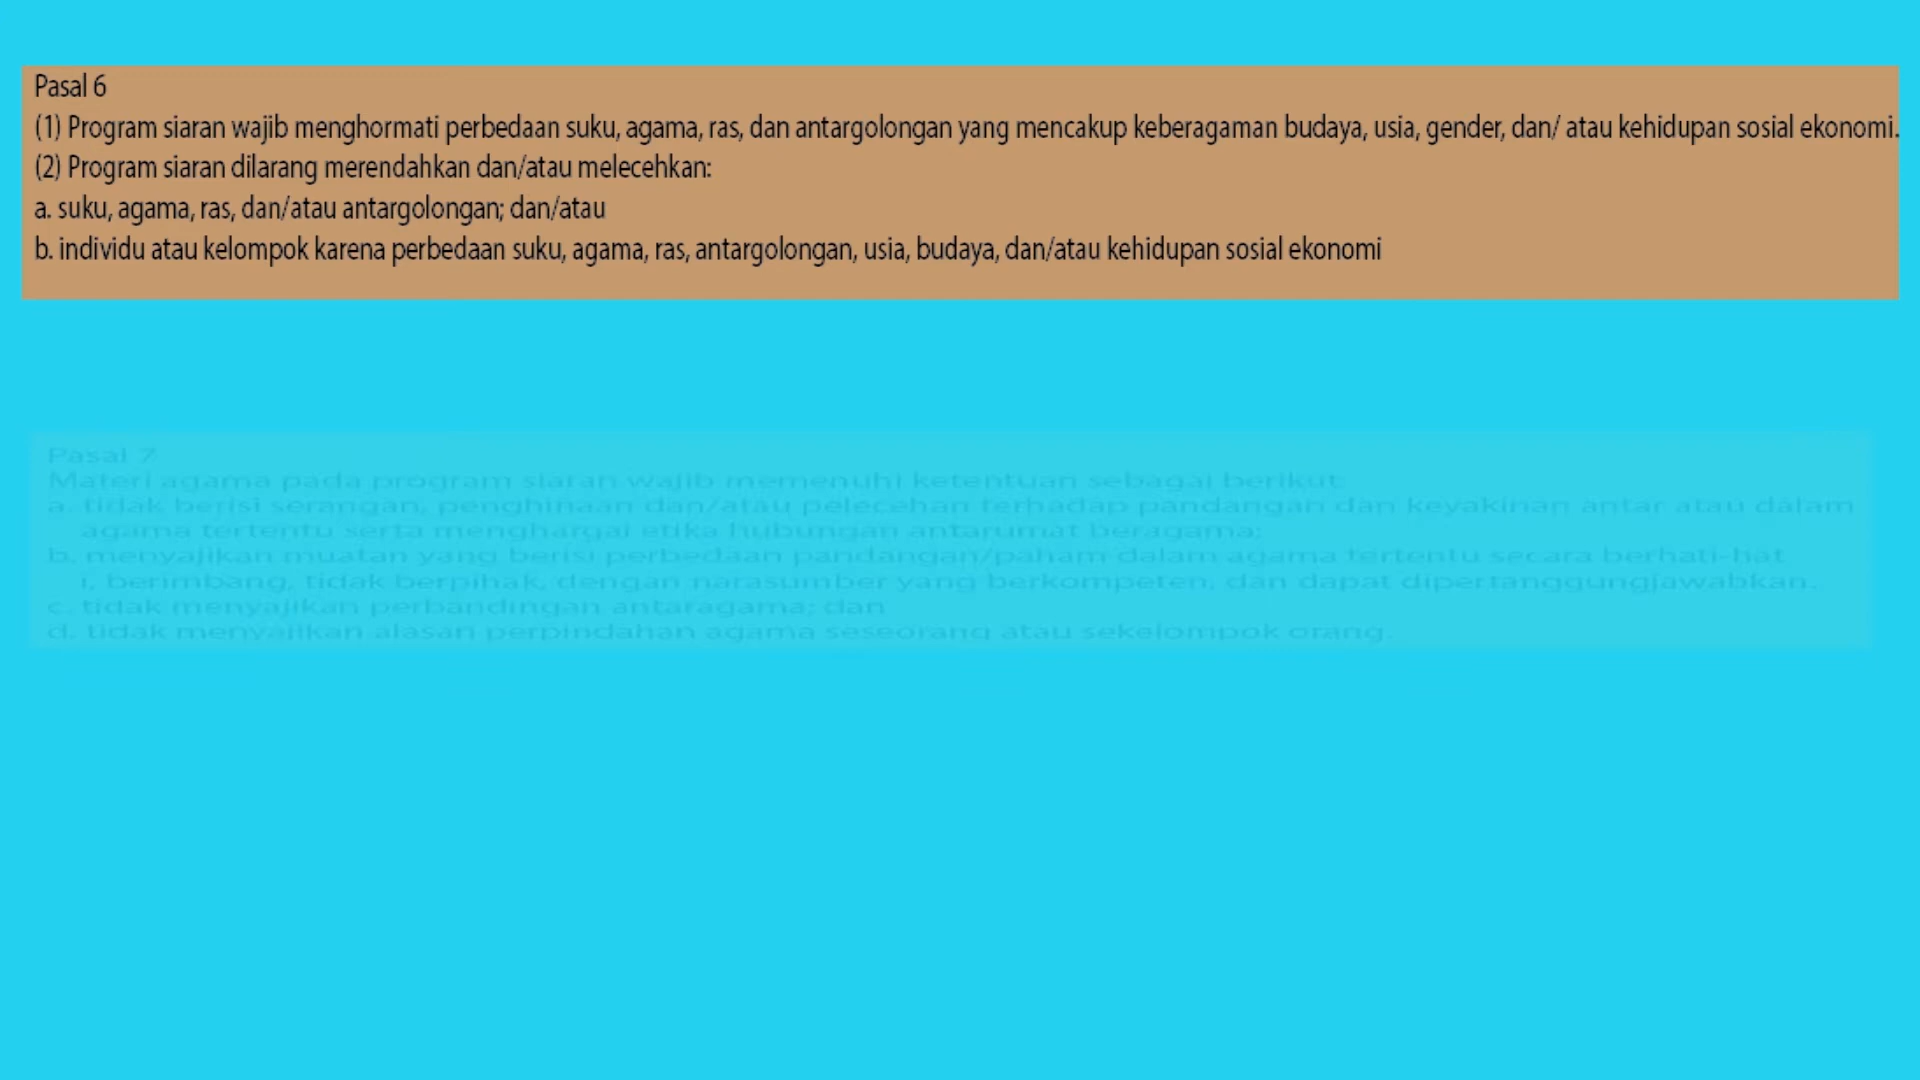 Pasal 6
(1) Program siaran wajib menghormati perbedaan suku, agama, ras, dan antargolongan yang mencakup keberagaman budaya, usia, gender, dan/ atau kehidupan sosial ekonomi.
(2) Program siaran dilarang merendahkan dan/atau melecehkan:
a. suku, agama, ras, dan/atau antargolongan; dan/atau
b. individu atau kelompok karena perbedaan suku, agama, ras, antargolongan, usia, budaya, dan/atau kehidupan sosial ekonomi
Pasal 7
Materi agama pada program siaran wajib memenuhi ketentuan sebagai berikut:
a. tidak berisi serangan, penghinaan dan/atau pelecehan terhadap pandangan dan keyakinan antar atau dalam
agama tertentu serta menghargai etika hubungan antarumat beragama;
b. menyajikan muatan yang berisi perbedaan pandangan/paham dalam agama tertentu secara berhati-hat
i, berimbang, tidak berpihak, dengan narasumber yang berkompeten, dan dapat dipertanggungjawabkan.
c. tidak menyajikan perbandingan antaragama; dan
d. tidak menyajikan alasan perpindahan agama seseorang atau sekelompok orang.